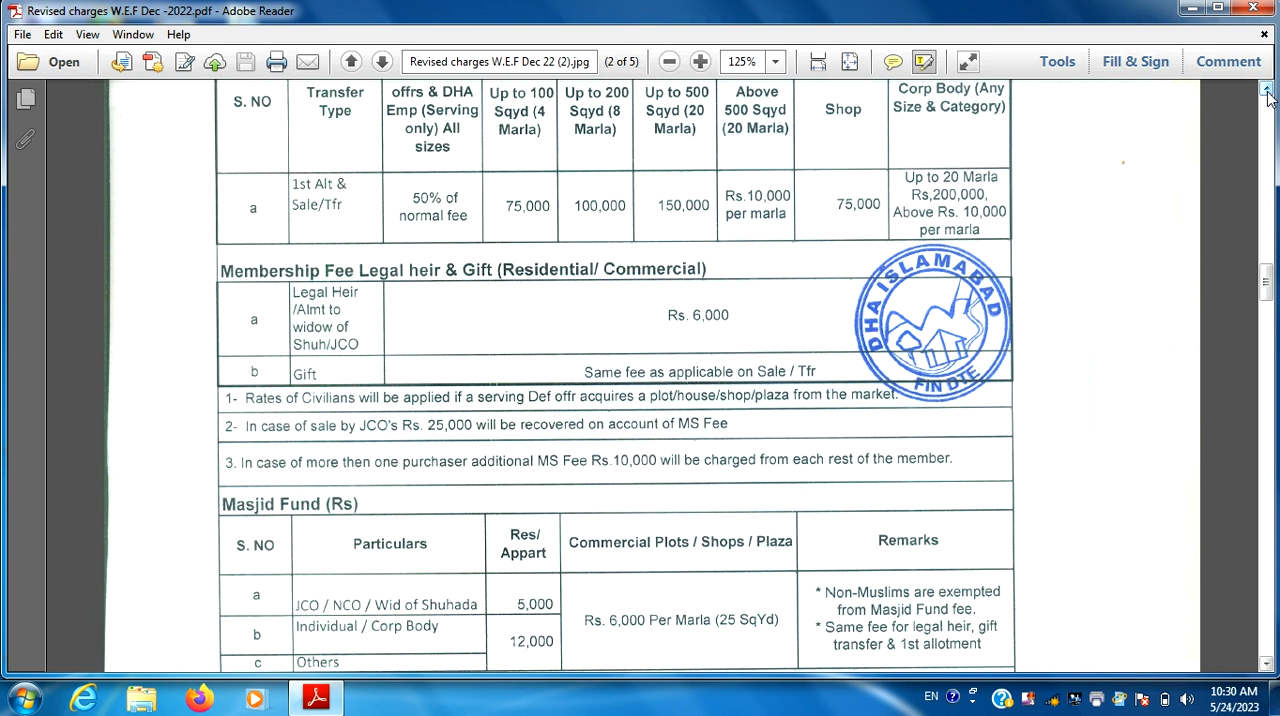 Revised charges W.E.F Dec -2022.pdf - Adobe Reader
File Edit View Window Help
Open
Revised charges W.E.F Dec 22 (2).jpg
(2 of 5)
125%
Tools
Fill & Sign
Comment
S. NO
Transfer
Type
offrs & DHA
Emp (Serving
only) All
sizes
Up to 100
Sqyd (4
Marla)
Up to 200
Sqyd (8
Marla)
Up to 500
Sqyd (20
Marla)
Above
500 Sqyd
(20 Marla)
Shop
Corp Body (Any
Size & Category)
a
1st Alt &
Sale/Tfr
50% of
normal fee
75,000
100,000
150,000
Rs.10,000
per marla
75,000
Up to 20 Marla
Rs,200,000,
Above Rs. 10,000
per marla
Membership Fee Legal heir & Gift (Residential/ Commercial)
a
Legal Heir
/Almt to
widow of
Shuh/JCO
Rs. 6,000
b
Gift
Same fee as applicable on Sale / Tfr
DHA ISLAMABAD
FIN DTE
1- Rates of Civilians will be applied if a serving Def offr acquires a plot/house/shop/plaza from the market.
2- In case of sale by JCO's Rs. 25,000 will be recovered on account of MS Fee
3. In case of more then one purchaser additional MS Fee Rs.10,000 will be charged from each rest of the member.
Masjid Fund (Rs)
S. NO
Particulars
Res/
Appart
Commercial Plots / Shops / Plaza
Remarks
a
JCO / NCO / Wid of Shuhada
5,000
b
Individual / Corp Body
12,000
c
Others
Rs. 6,000 Per Marla (25 SqYd)
* Non-Muslims are exempted
from Masjid Fund fee.
* Same fee for legal heir, gift
transfer & 1st allotment
EN
10:30 AM
5/24/2023